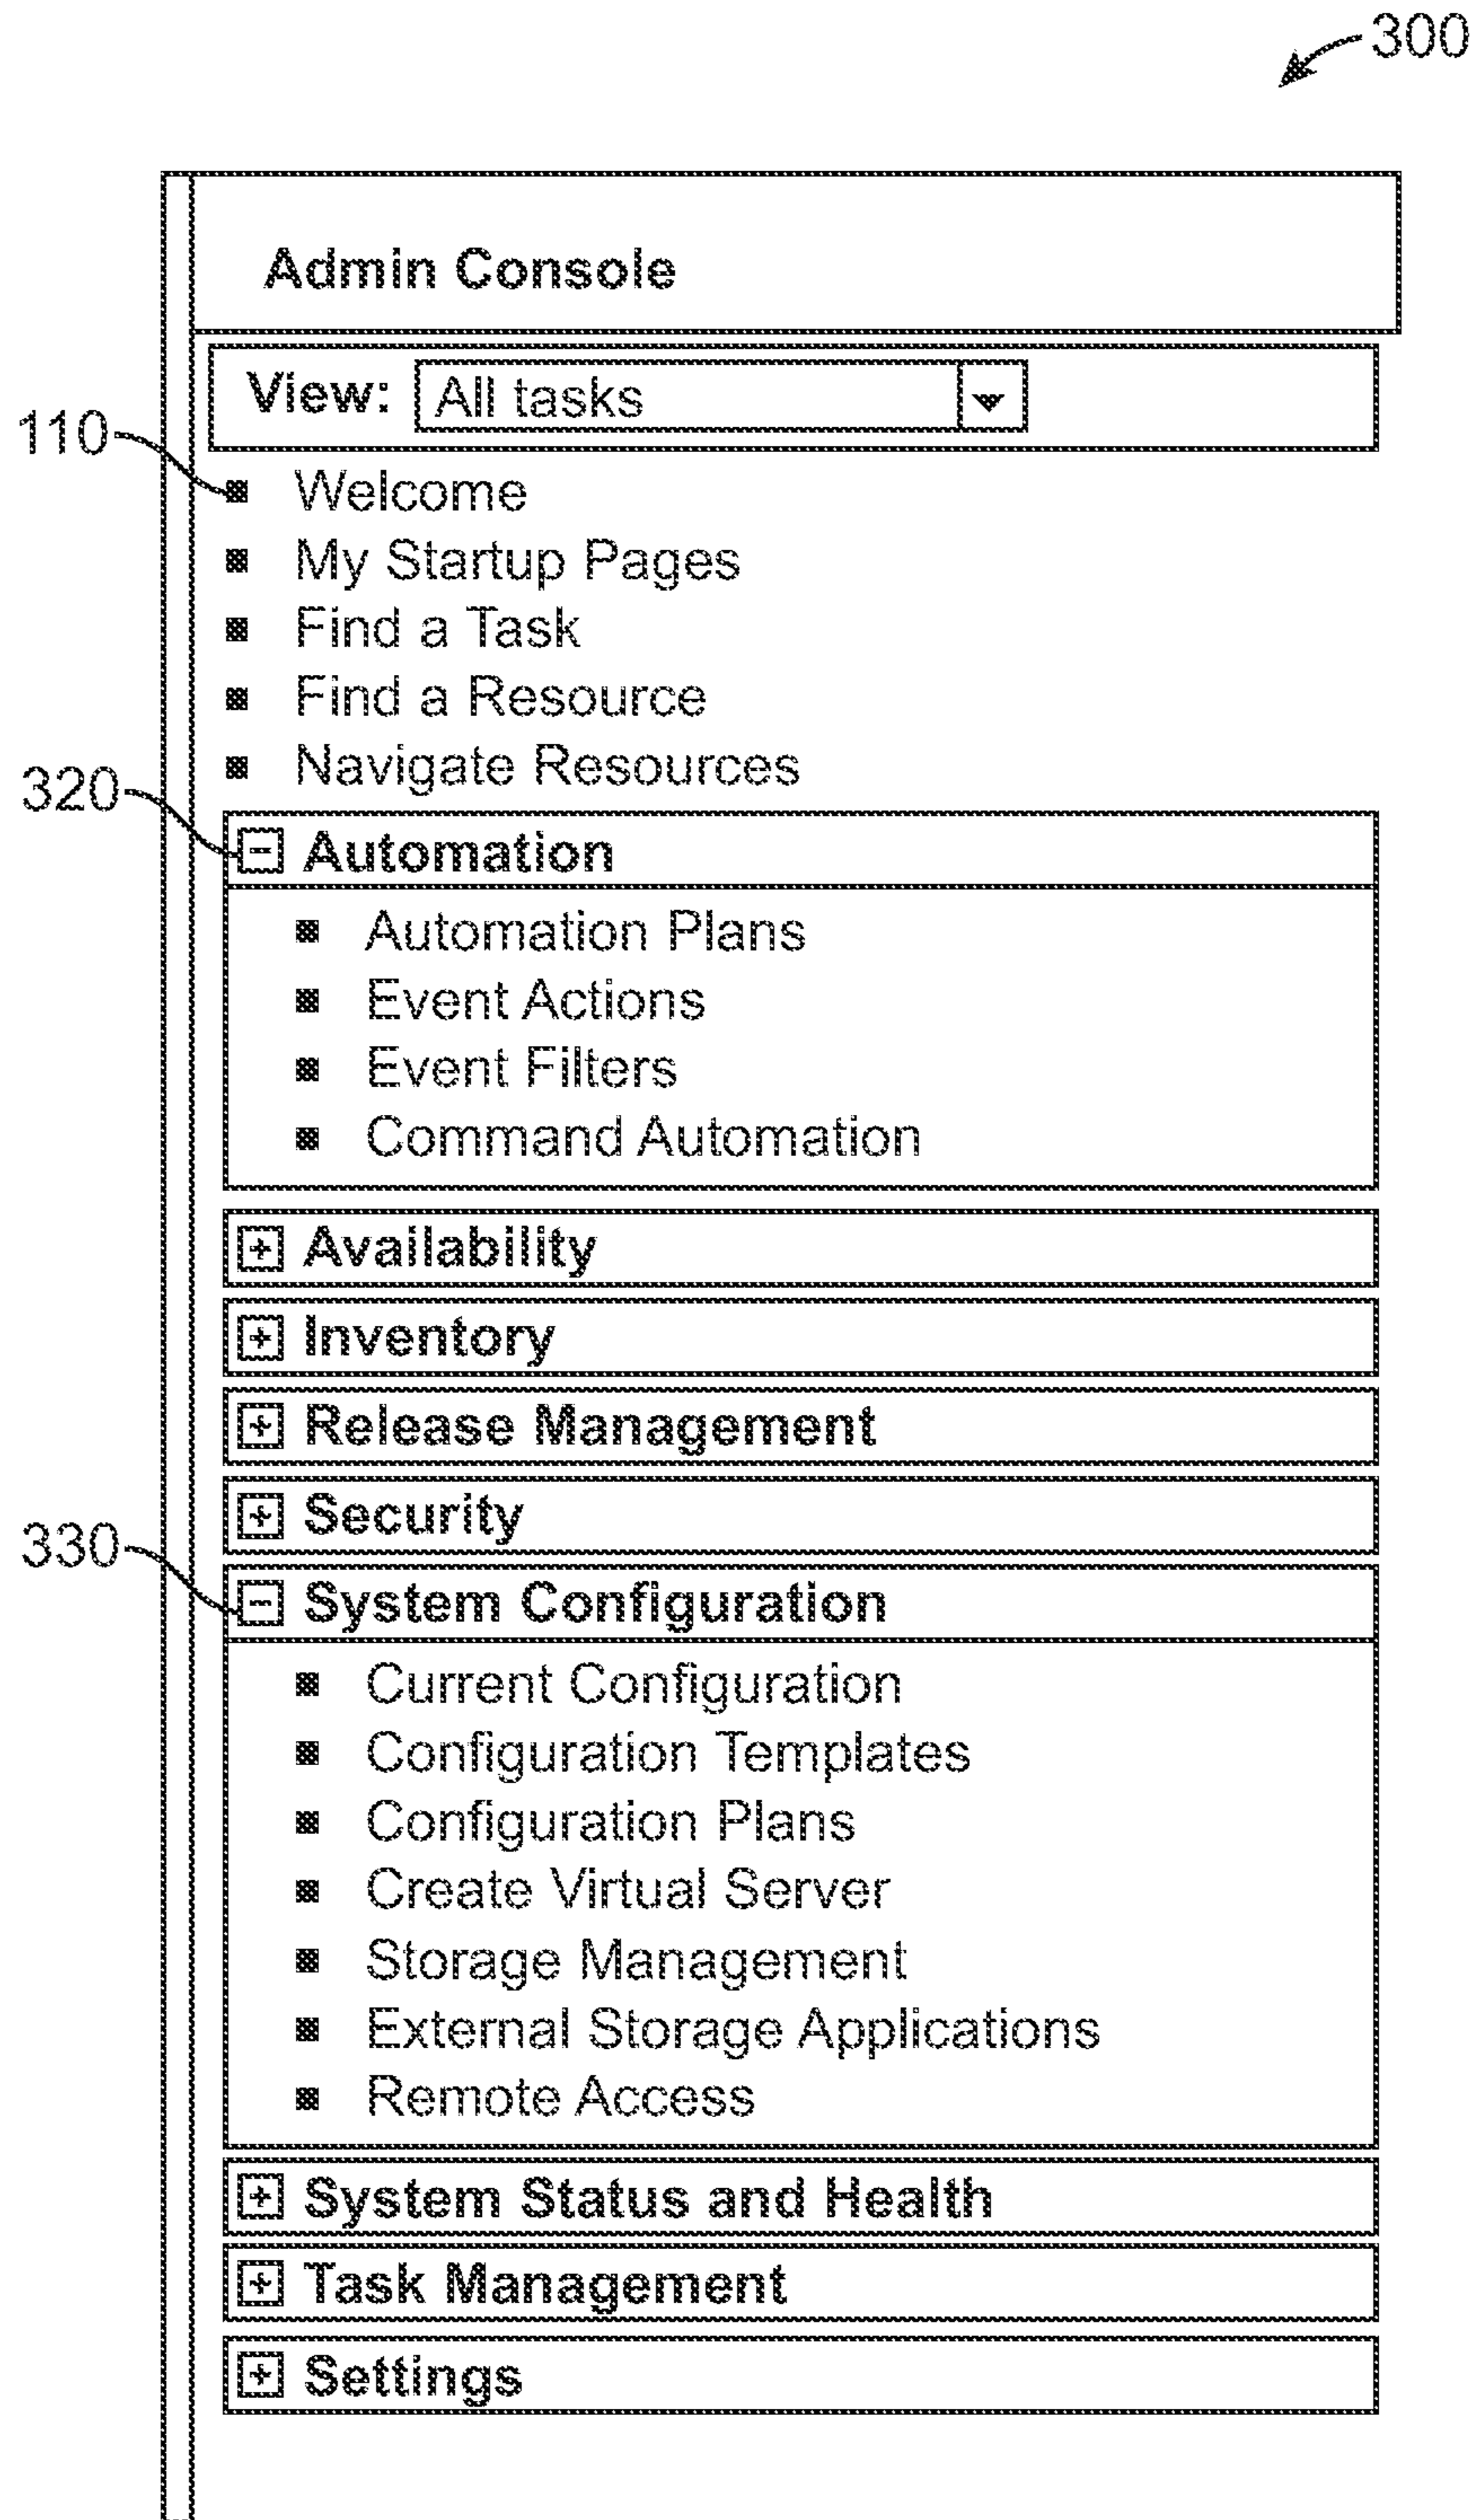 300
Admin Console
View: All tasks
110
Welcome
My Startup Pages
Find a Task
Find a Resource
Navigate Resources
320
Automation
Automation Plans
Event Actions
Event Filters
Command Automation
Availability
Inventory
Release Management
Security
330
System Configuration
Current Configuration
Configuration Templates
Configuration Plans
Create Virtual Server
Storage Management
External Storage Applications
Remote Access
System Status and Health
Task Management
Settings